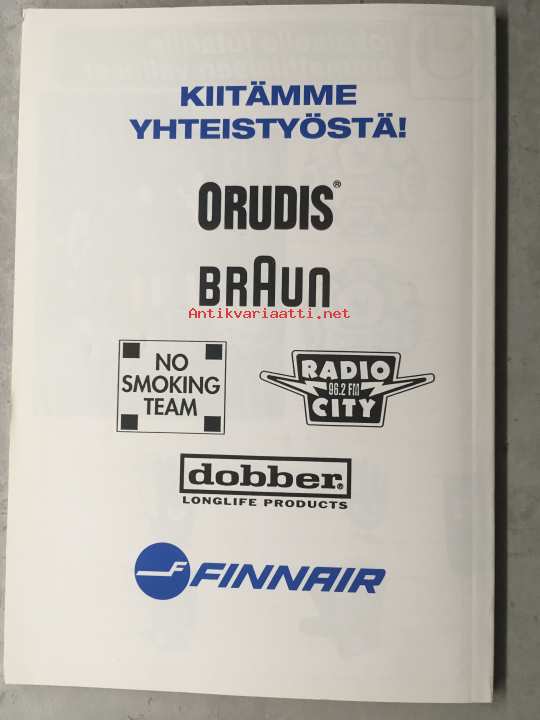 KIITÄMME
YHTEISTYÖSTÄ!
ORUDIS®
BRAUN
Antikvariaatti.net
NO
SMOKING
TEAM
RADIO
96.2 FM
CITY
dobber®
LONGLIFE PRODUCTS
F FINNAIR